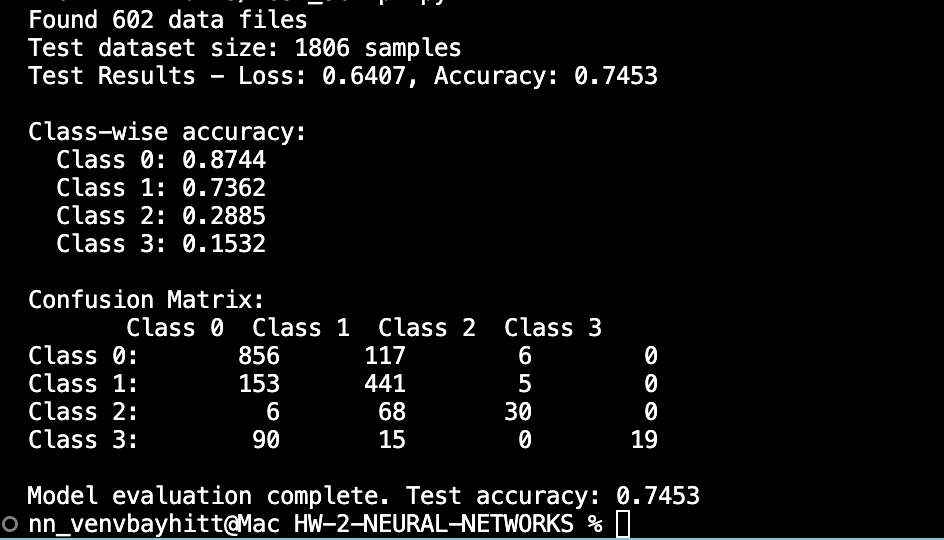 Found 602 data files
Test dataset size: 1806 samples
Test Results - Loss: 0.6407, Accuracy: 0.7453
Class-wise accuracy:
Class 0: 0.8744
Class 1: 0.7362
Class 2: 0.2885
Class 3: 0.1532
Confusion Matrix:
Class 0 Class 1 Class 2 Class 3
Class 0: 856 117 6 0
Class 1: 153 441 5 0
Class 2: 6 68 30 0
Class 3: 90 15 0 19
Model evaluation complete. Test accuracy: 0.7453
nn_venvbayhitt@Mac HW-2-NEURAL-NETWORKS %